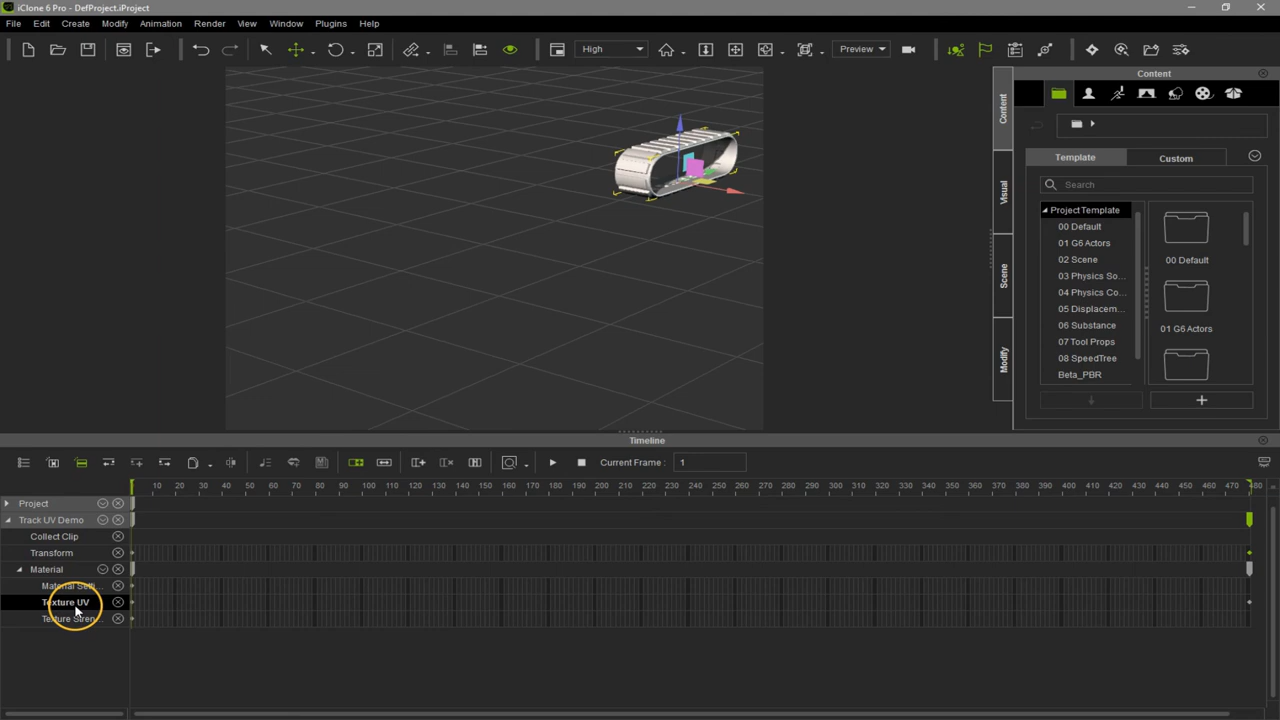 iClone 6 Pro - DefProject.iProject
File Edit Create Modify Animation Render View Window Plugins Help
High Preview
Content
Content
Visual
Scene
Modify
Template Custom
Search
ProjectTemplate
00 Default
01 G6 Actors
02 Scene
03 Physics So...
04 Physics Co...
05 Displacem...
06 Substance
07 Tool Props
08 SpeedTree
Beta_PBR
00 Default
01 G6 Actors
Timeline
Current Frame : 1
10 20 30 40 50 60 70 80 90 100 110 120 130 140 150 160 170 180 190 200 210 220 230 240 250 260 270 280 290 300 310 320 330 340 350 360 370 380 390 400 410 420 430 440 450 460 470 480
Project
Track UV Demo
Collect Clip
Transform
Material
Material Setti...
Texture UV
Texture Stren...